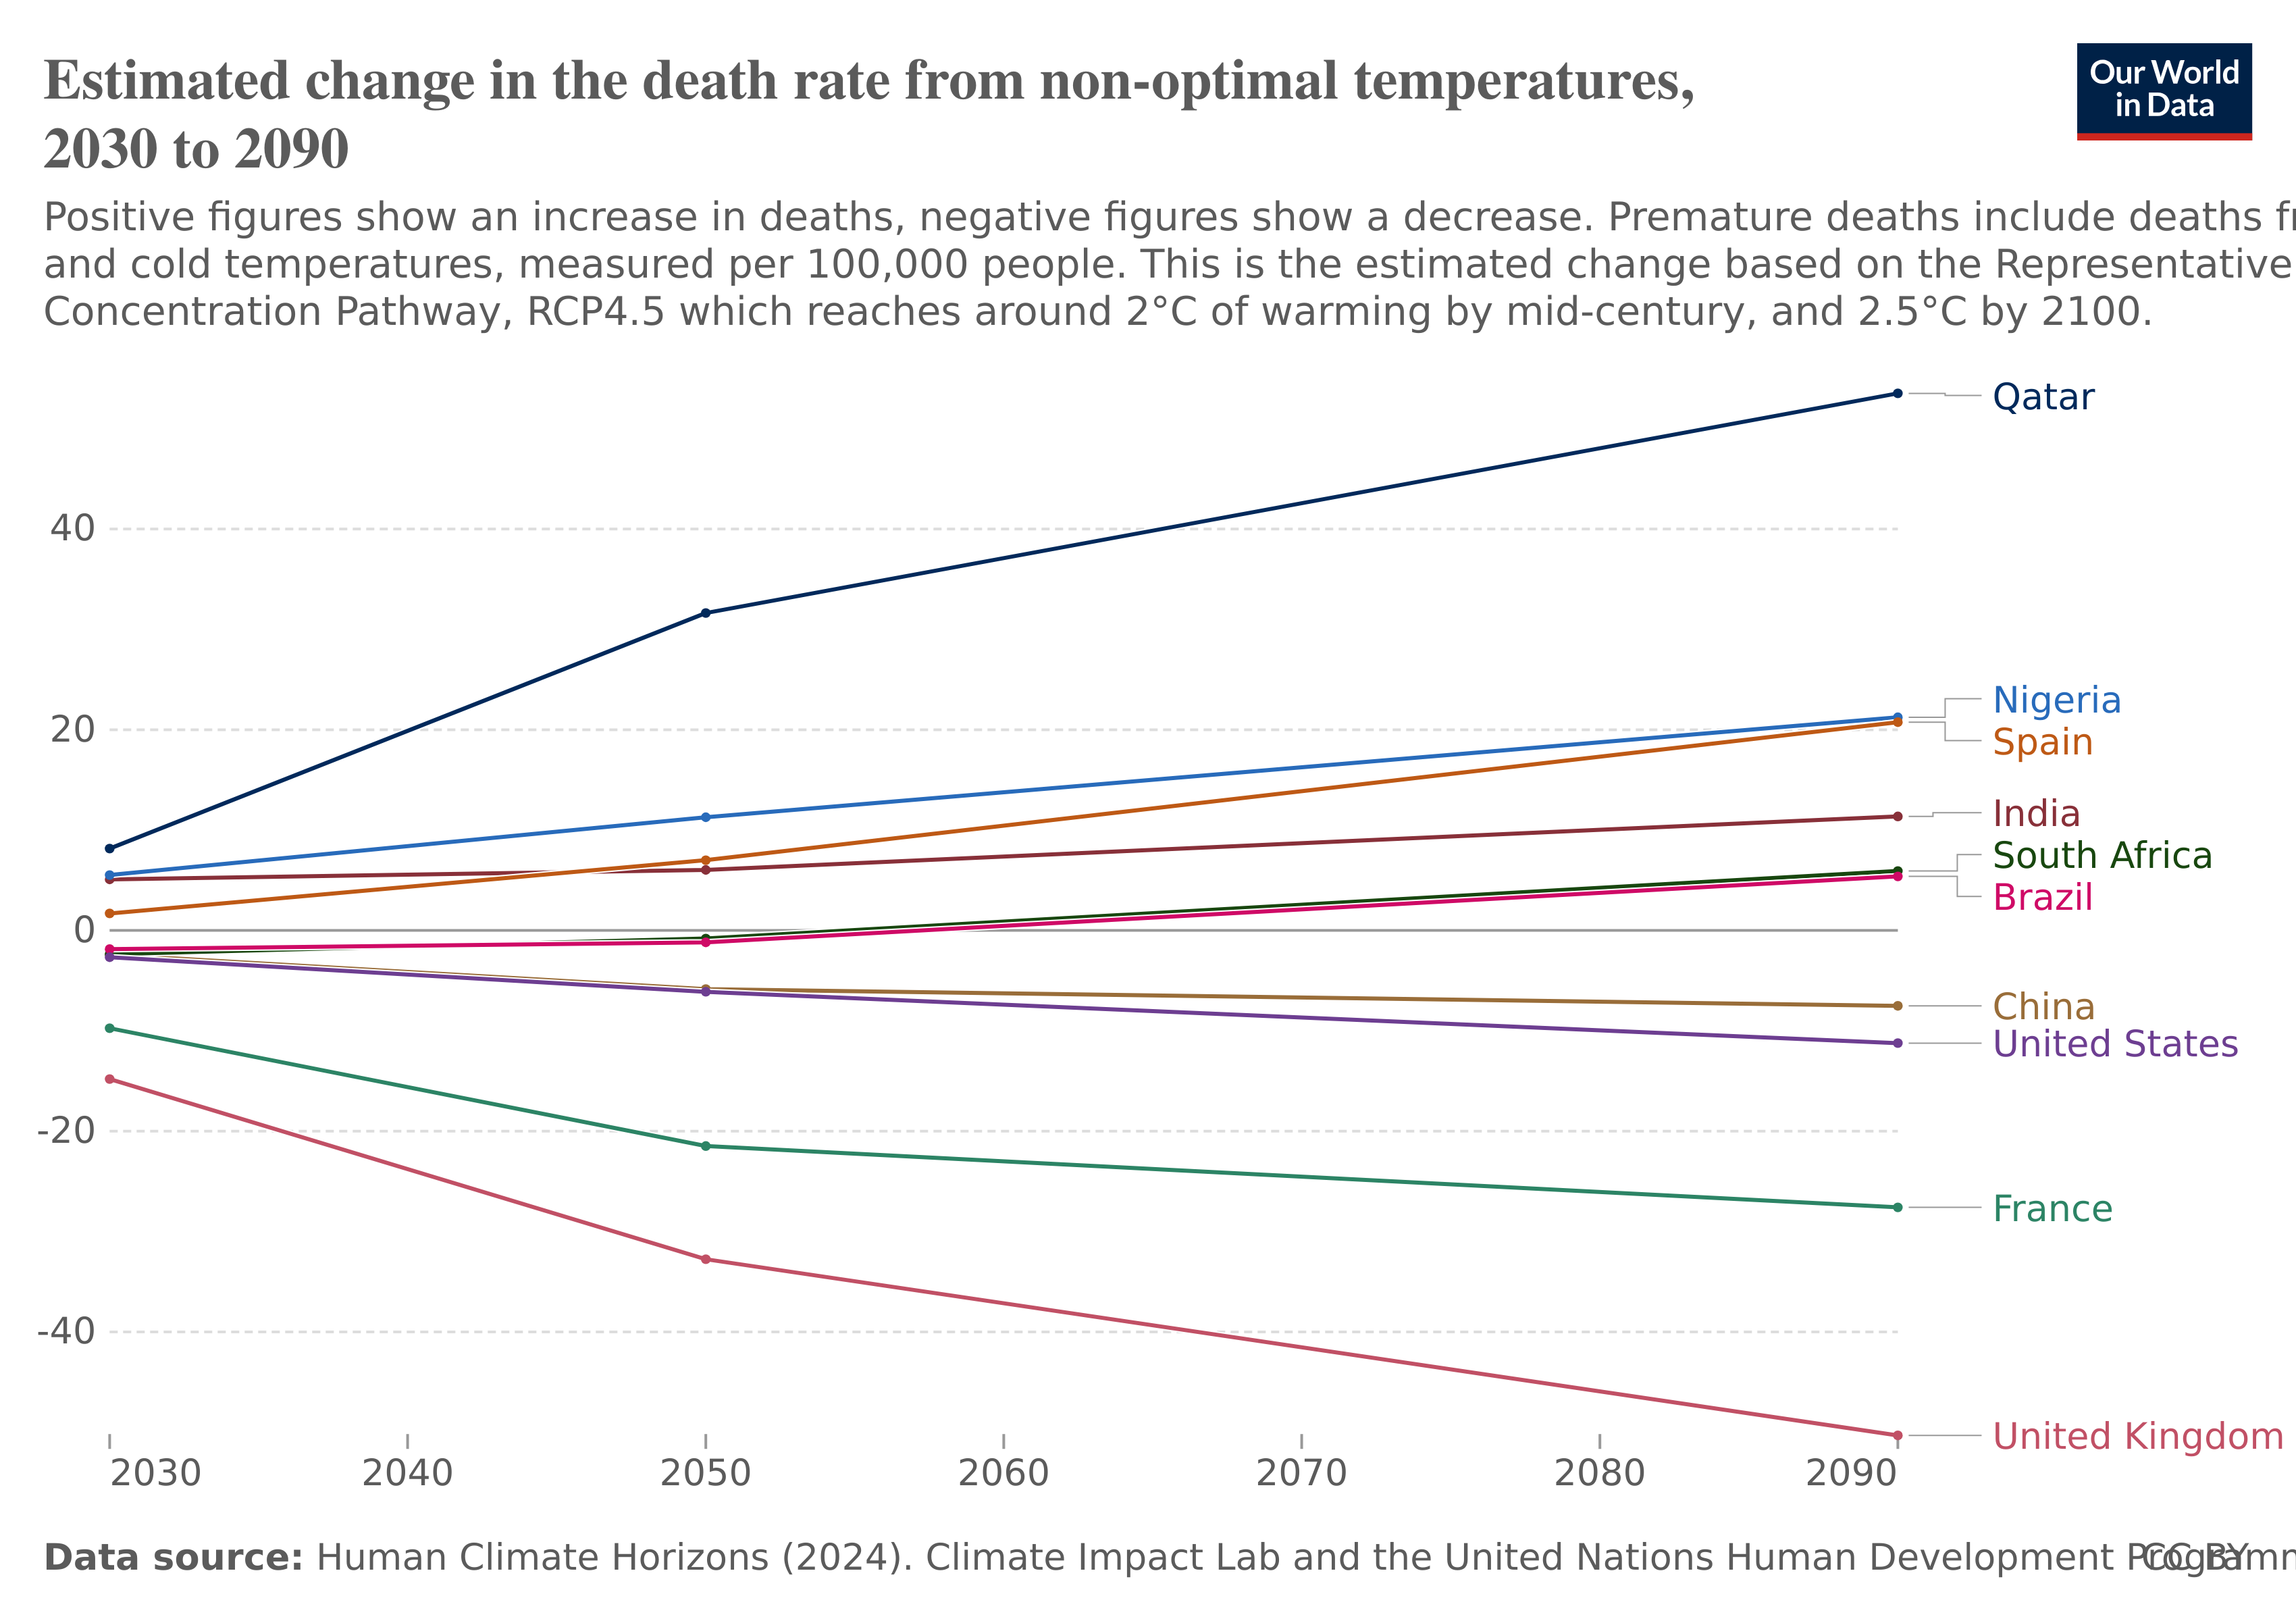 Estimated change in the death rate from non-optimal temperatures,
2030 to 2090
Our World
in Data
Positive figures show an increase in deaths, negative figures show a decrease. Premature deaths include deaths
and cold temperatures, measured per 100,000 people. This is the estimated change based on the Representative
Concentration Pathway, RCP4.5 which reaches around 2°C of warming by mid-century, and 2.5°C by 2100.
Qatar
40
Nigeria
20
Spain
India
South Africa
Brazil
0
China
United States
-20
France
-40
United Kingdom
2030 2040 2050 2060 2070 2080 2090
Data source: Human Climate Horizons (2024). Climate Impact Lab and the United Nations Human Development
CC BY